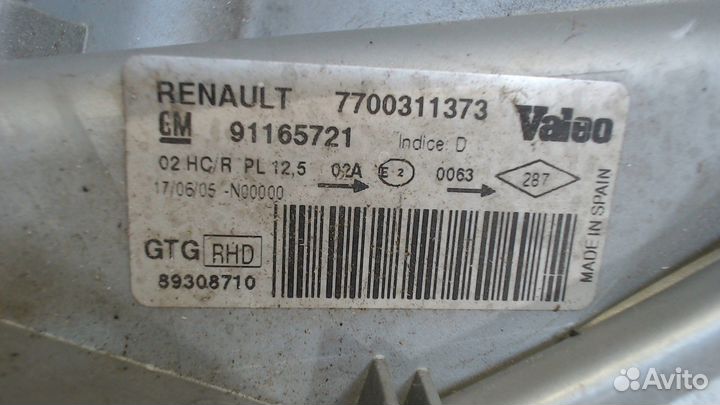 RENAULT 7700311373 Valeo
GM 91165721 Indice: D
02 HC/R PL 12,5 02A E 2 0063 287
17/06/05 -N00000
GTG RHD
89308710
MADE IN SPAIN
Avito